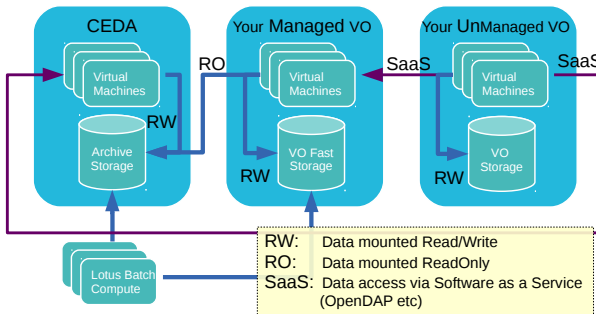 CEDA
Your Managed VO
Your UnManaged VO
RO
SaaS
SaaS
Virtual
Machines
Virtual
Machines
Virtual
Machines
RW
Archive
Storage
VO Fast
Storage
VO
Storage
RW
RW
Lotus Batch
Compute
RW: Data mounted Read/Write
RO: Data mounted ReadOnly
SaaS: Data access via Software as a Service
(OpenDAP etc)